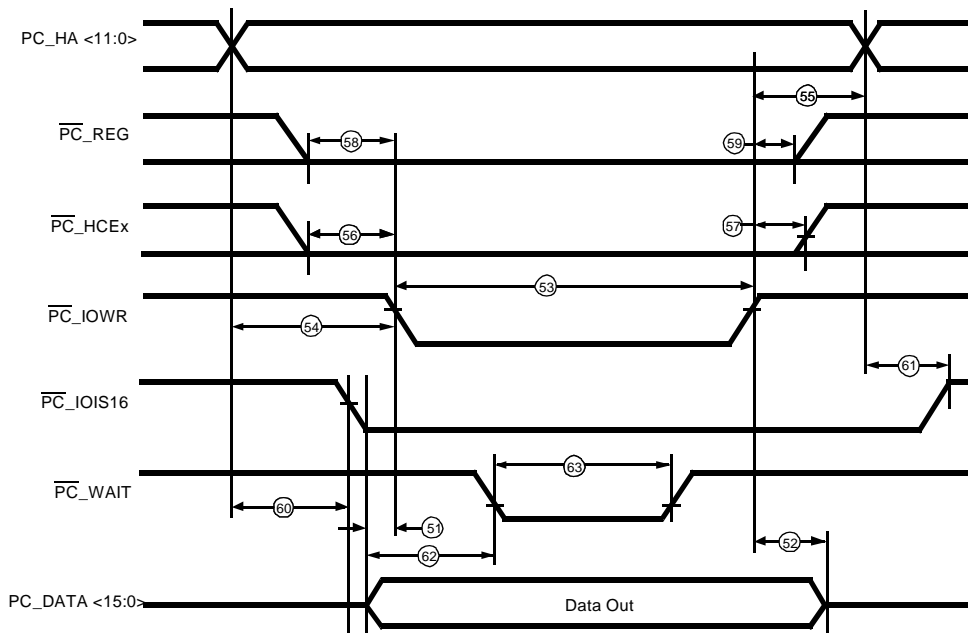 PC_HA <11:0>
55
PC_REG
58
59
PC_HCEx
56
57
53
PC_IOWR
54
61
PC_IOIS16
63
PC_WAIT
60
51
62
52
PC_DATA <15:0>
Data Out